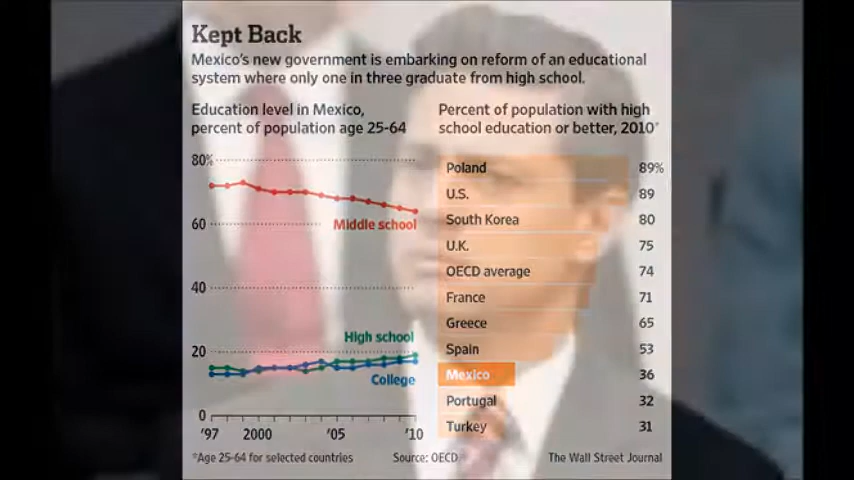 Kept Back
Mexico's new government is embarking on reform of an educational
system where only one in three graduate from high school.
Education level in Mexico,
percent of population age 25-64
80%
60
40
20
0
Middle school
High school
College
'97 2000 '05 '10
Percent of population with high
school education or better, 2010*
Poland 89%
U.S. 89
South Korea 80
U.K. 75
OECD average 74
France 71
Greece 65
Spain 53
Mexico 36
Portugal 32
Turkey 31
*Age 25-64 for selected countries Source: OECD The Wall Street Journal